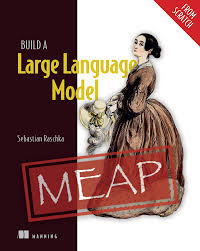 FROM
SCRATCH
BUILD A
Large Language
Model
Sebastian Raschka
MEAP
MANNING